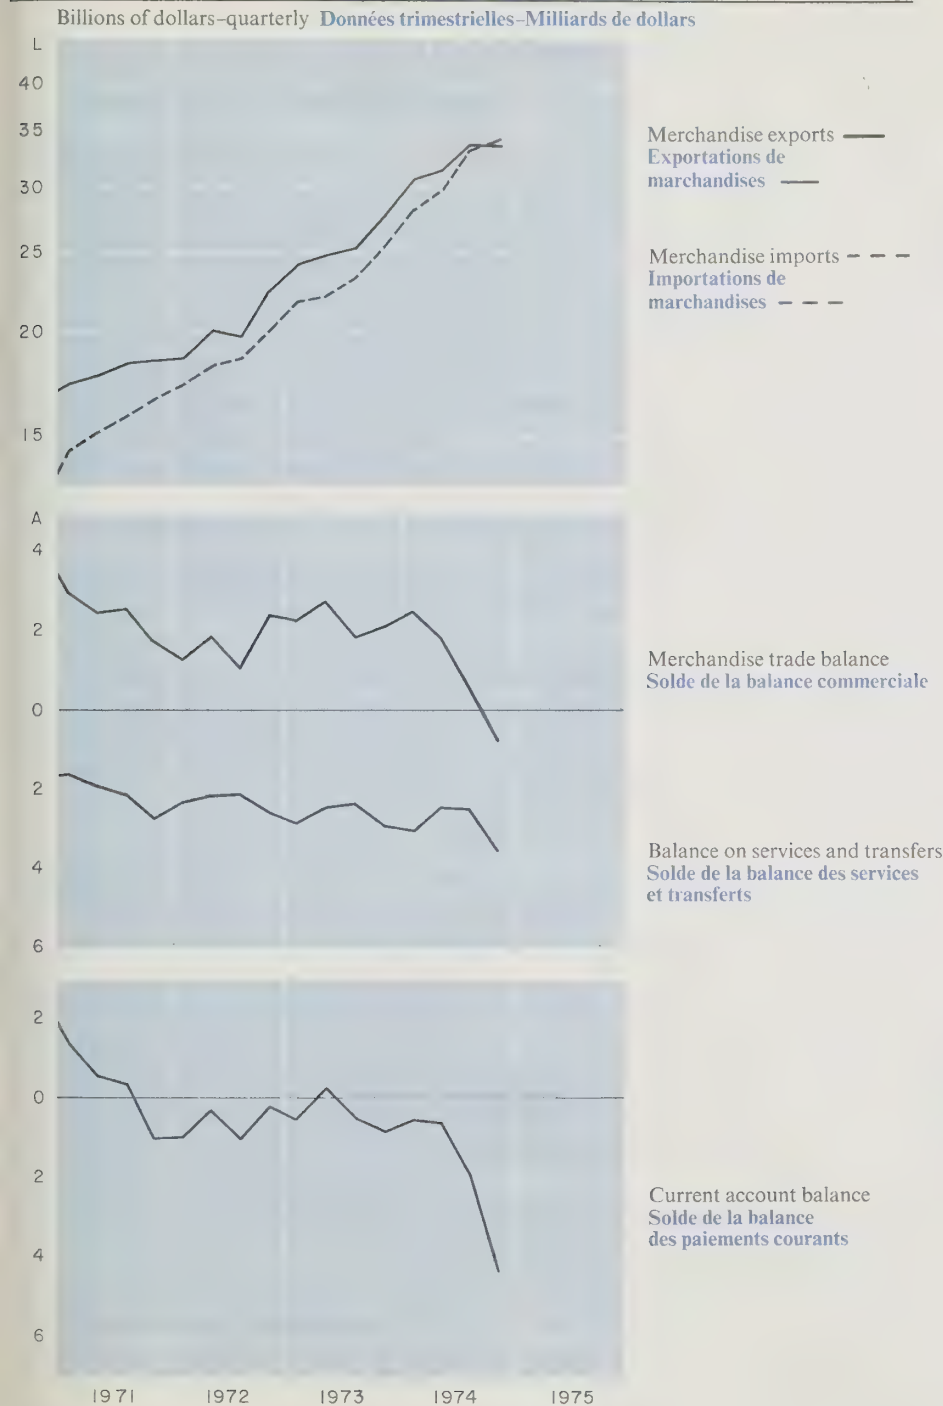 Billions of dollars–quarterly Données trimestrielles–Milliards de dollars
L
40
35
30
25
20
15
Merchandise exports
Exportations de
marchandises
Merchandise imports
Importations de
marchandises
A
4
2
0
2
4
6
Merchandise trade balance
Solde de la balance commerciale
Balance on services and transfers
Solde de la balance des services
et transferts
2
0
2
4
6
Current account balance
Solde de la balance
des paiements courants
1971 1972 1973 1974 1975